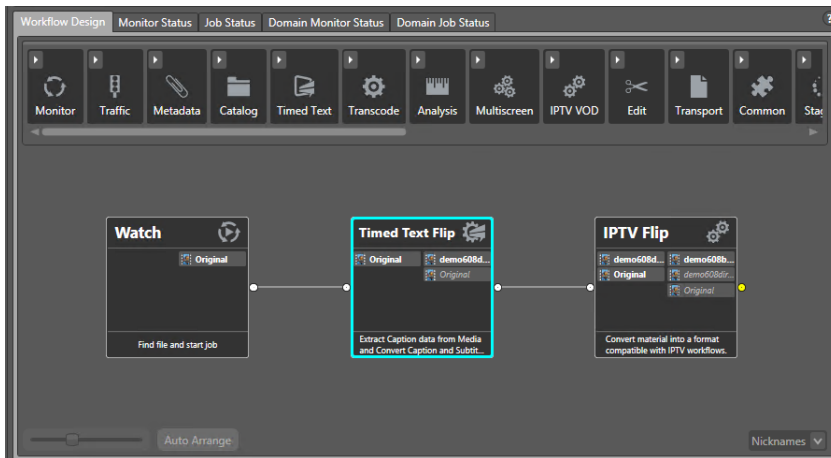 Workflow Design Monitor Status Job Status Domain Monitor Status Domain Job Status ?
Monitor Traffic Metadata Catalog Timed Text Transcode Analysis Multiscreen IPTV VOD Edit Transport Common Sta
Watch
Original
Find file and start job
Timed Text Flip
Original demo608d...
Original
Extract Caption data from Media
and Convert Caption and Subtit...
IPTV Flip
demo608d... demo608b...
Original demo608dir...
Original
Convert material into a format
compatible with IPTV workflows.
Auto Arrange
Nicknames